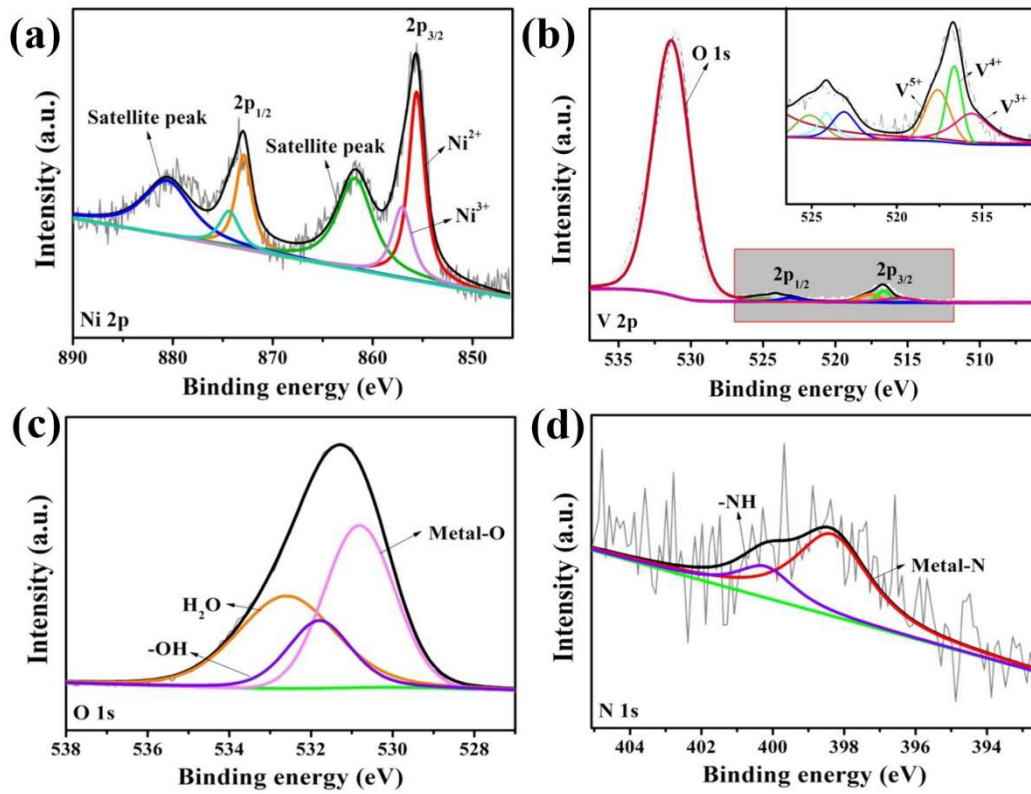 (a)
2p3/2
2p1/2
Satellite peak
Satellite peak
Ni2+
Ni3+
Intensity (a.u.)
Ni 2p
890 880 870 860 850
Binding energy (eV)
(b)
O 1s
V5+
V4+
V3+
525 520 515
2p1/2
2p3/2
Intensity (a.u.)
V 2p
535 530 525 520 515 510
Binding energy (eV)
(c)
Metal-O
H2O
-OH
Intensity (a.u.)
O 1s
538 536 534 532 530 528
Binding energy (eV)
(d)
-NH
Metal-N
Intensity (a.u.)
N 1s
404 402 400 398 396 394
Binding energy (eV)